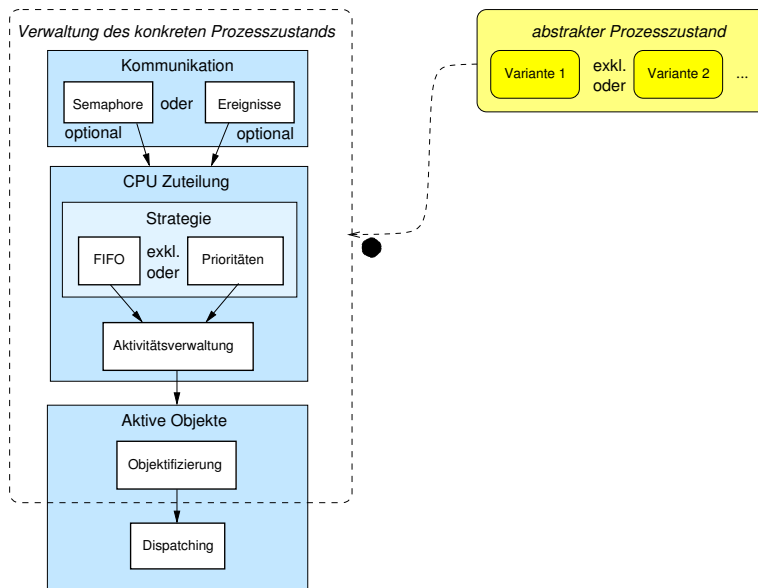 Verwaltung des konkreten Prozesszustands
Kommunikation
Semaphore oder Ereignisse
optional optional
CPU Zuteilung
Strategie
FIFO exkl. oder Prioritäten
Aktivitätsverwaltung
Aktive Objekte
Objektifizierung
Dispatching
abstrakter Prozesszustand
Variante 1 exkl. oder Variante 2 ...